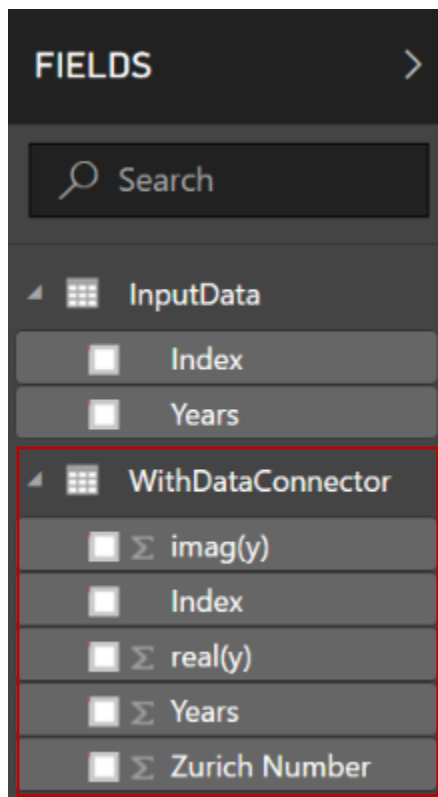 FIELDS
Search
InputData
Index
Years
WithDataConnector
Σ imag(y)
Index
Σ real(y)
Σ Years
Σ Zurich Number